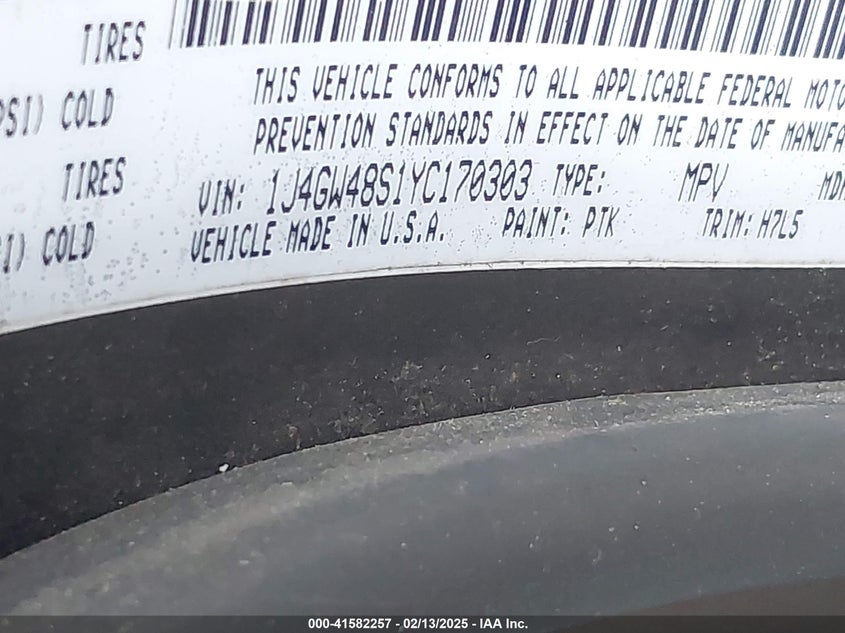 TIRES
THIS VEHICLE CONFORMS TO ALL APPLICABLE FEDERAL MOTO
PSI) COLD
PREVENTION STANDARDS IN EFFECT ON THE DATE OF MANUFA
TIRES
VIN: 1J4GW48S1YC170303 TYPE: MPV MDH
I) COLD
VEHICLE MADE IN U.S.A. PAINT: PTK TRIM: H7L5
000-41582257 - 02/13/2025 - IAA Inc.